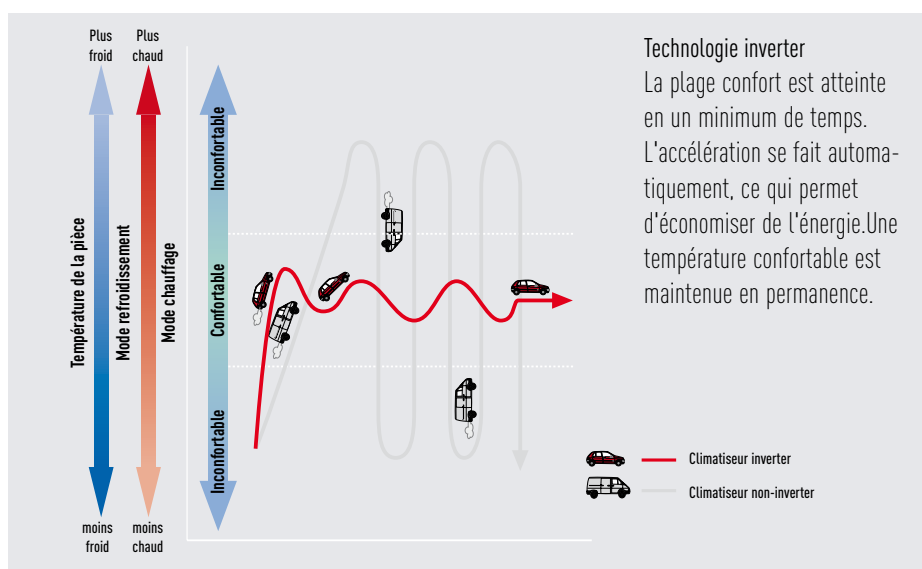 Plus
froid
Plus
chaud
Température de la pièce
Mode refroidissement
Mode chauffage
Inconfortable
Confortable
Inconfortable
moins
froid
moins
chaud
Technologie inverter
La plage confort est atteinte
en un minimum de temps.
L'accélération se fait automa-
tiquement, ce qui permet
d'économiser de l'énergie.Une
température confortable est
maintenue en permanence.
Climatiseur inverter
Climatiseur non-inverter